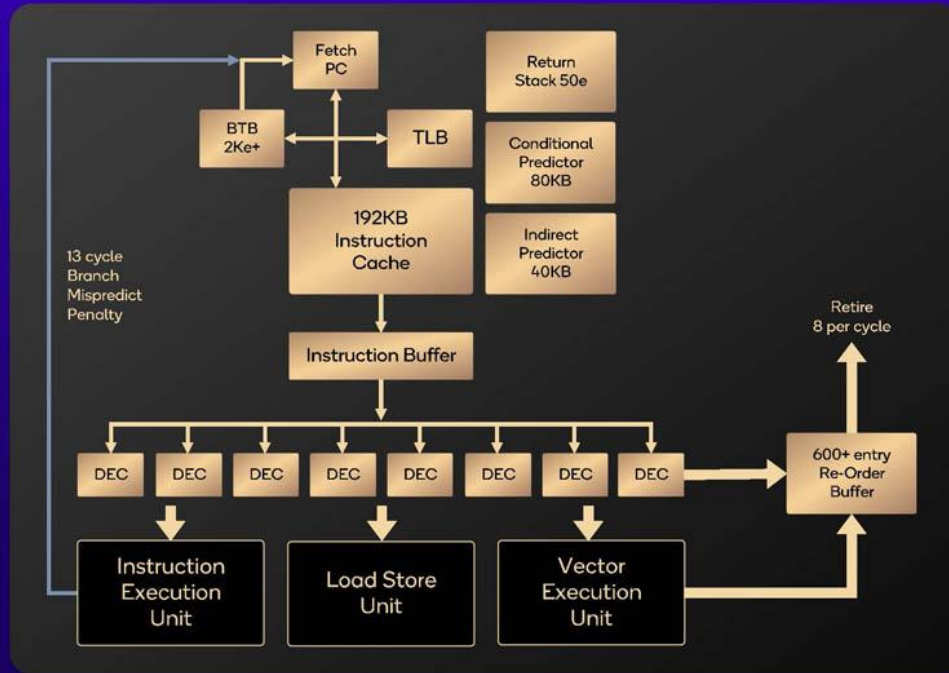 Fetch
PC
Return
Stack 50e
BTB
2Ke+
TLB
Conditional
Predictor
80KB
192KB
Instruction
Cache
Indirect
Predictor
40KB
13 cycle
Branch
Mispredict
Penalty
Retire
8 per cycle
Instruction Buffer
DEC
DEC
DEC
DEC
DEC
DEC
DEC
DEC
600+ entry
Re-Order
Buffer
Instruction
Execution
Unit
Load Store
Unit
Vector
Execution
Unit